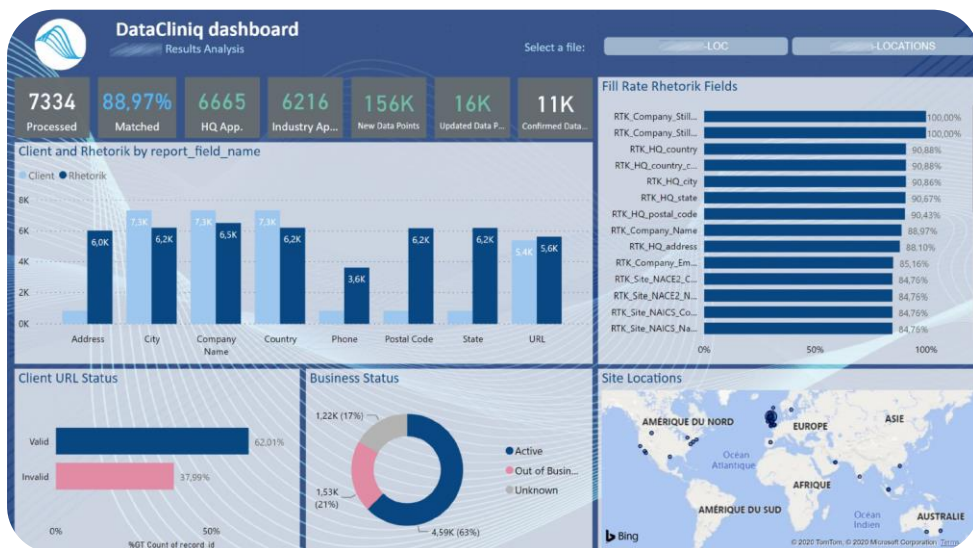 DataCliniq dashboard
Results Analysis
Select a file:
-LOC
-LOCATIONS
7334
Processed
88,97%
Matched
6665
HQ App.
6216
Industry Ap...
156K
New Data Points
16K
Updated Data P...
11K
Confirmed Data...
Client and Rhetorik by report_field_name
Client Rhetorik
8K
6K
4K
2K
0K
6,0K
7,3K
6,2K
7,3K
6,5K
7,3K
6,2K
3,6K
6,2K
6,2K
5,4K
5,6K
Address
City
Company
Name
Country
Phone
Postal Code
State
URL
Fill Rate Rhetorik Fields
RTK_Company_Still... 100,00%
RTK_Company_Still... 100,00%
RTK_HQ_country 90,88%
RTK_HQ_country_c... 90,88%
RTK_HQ_city 90,86%
RTK_HQ_state 90,67%
RTK_HQ_postal_code 90,43%
RTK_Company_Name 88,97%
RTK_HQ_address 88,10%
RTK_Company_Em... 85,16%
RTK_Site_NACE2_C... 84,76%
RTK_Site_NACE2_N... 84,76%
RTK_Site_NAICS_Co... 84,76%
RTK_Site_NAICS_Na... 84,76%
0% 50% 100%
Client URL Status
Valid 62,01%
Invalid 37,99%
0% 50%
%GT Count of record_id
Business Status
1,22K (17%)
1,53K
(21%)
4,59K (63%)
Active
Out of Busin...
Unknown
Site Locations
AMÉRIQUE DU NORD
EUROPE
ASIE
Océan
Atlantique
AFRIQUE
AMÉRIQUE DU SUD
Océan
Indien
AUSTRALIE
Bing
© 2020 TomTom, © 2020 Microsoft Corporation Terms